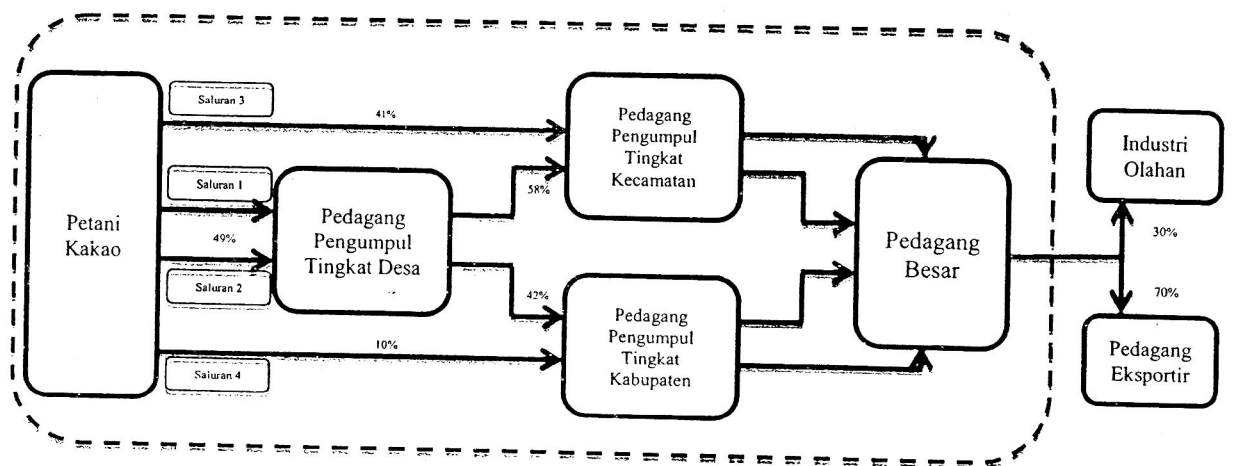 Saluran 3
41%
Pedagang
Pengumpul
Tingkat
Kecamatan
Industri
Olahan
Petani
Kakao
Saluran 1
49%
Saluran 2
Pedagang
Pengumpul
Tingkat Desa
58%
42%
Pedagang
Besar
30%
70%
10%
Saluran 4
Pedagang
Pengumpul
Tingkat
Kabupaten
Pedagang
Eksportir